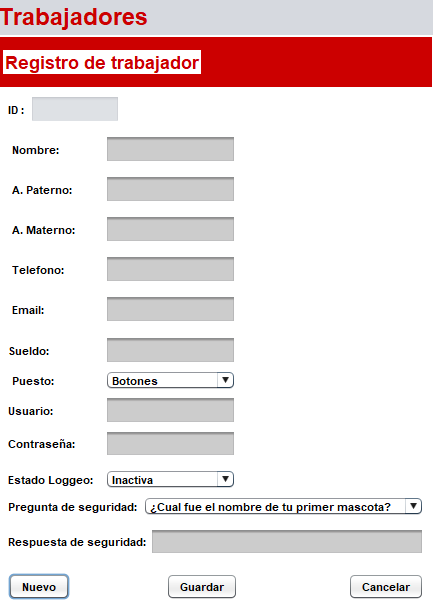 Trabajadores
Registro de trabajador
ID :
Nombre:
A. Paterno:
A. Materno:
Telefono:
Email:
Sueldo:
Puesto: Botones
Usuario:
Contraseña:
Estado Loggeo: Inactiva
Pregunta de seguridad: ¿Cual fue el nombre de tu primer mascota?
Respuesta de seguridad:
Nuevo Guardar Cancelar